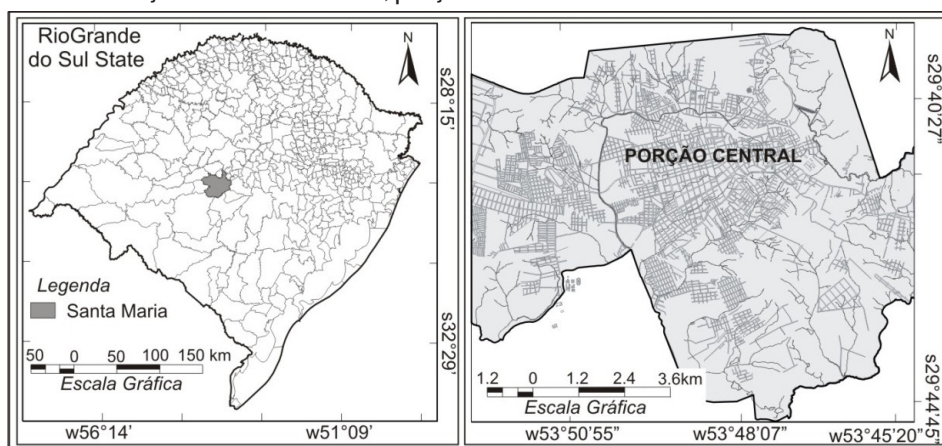 RioGrande
do Sul State
N
s28°15'
s32°29'
Legenda
Santa Maria
50 0 50 100 150 km
Escala Gráfica
w56°14' w51°09'
N
s29°40'27"
PORÇÃO CENTRAL
1.2 0 1.2 2.4 3.6km
Escala Gráfica
s29°44'45"
w53°50'55" w53°48'07" w53°45'20"